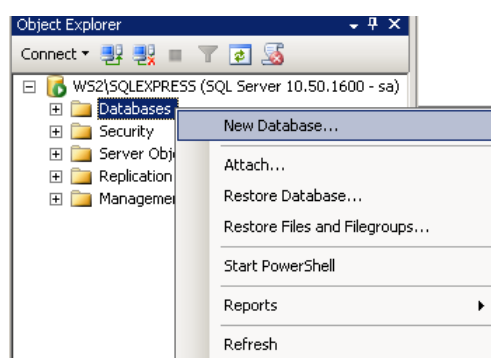 Object Explorer
Connect
WS2\SQLEXPRESS (SQL Server 10.50.1600 - sa)
Databases
Security
Server Obj
Replication
Managemer
New Database...
Attach...
Restore Database...
Restore Files and Filegroups...
Start PowerShell
Reports
Refresh